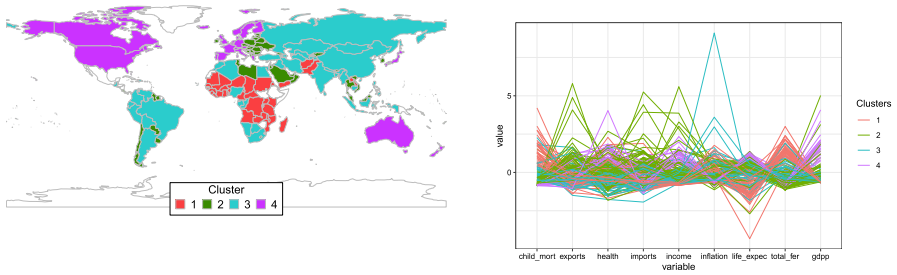 Cluster
1 2 3 4
value
5
0
child_mort exports health imports income inflation life_expec total_fer gdpp
variable
Clusters
1
2
3
4